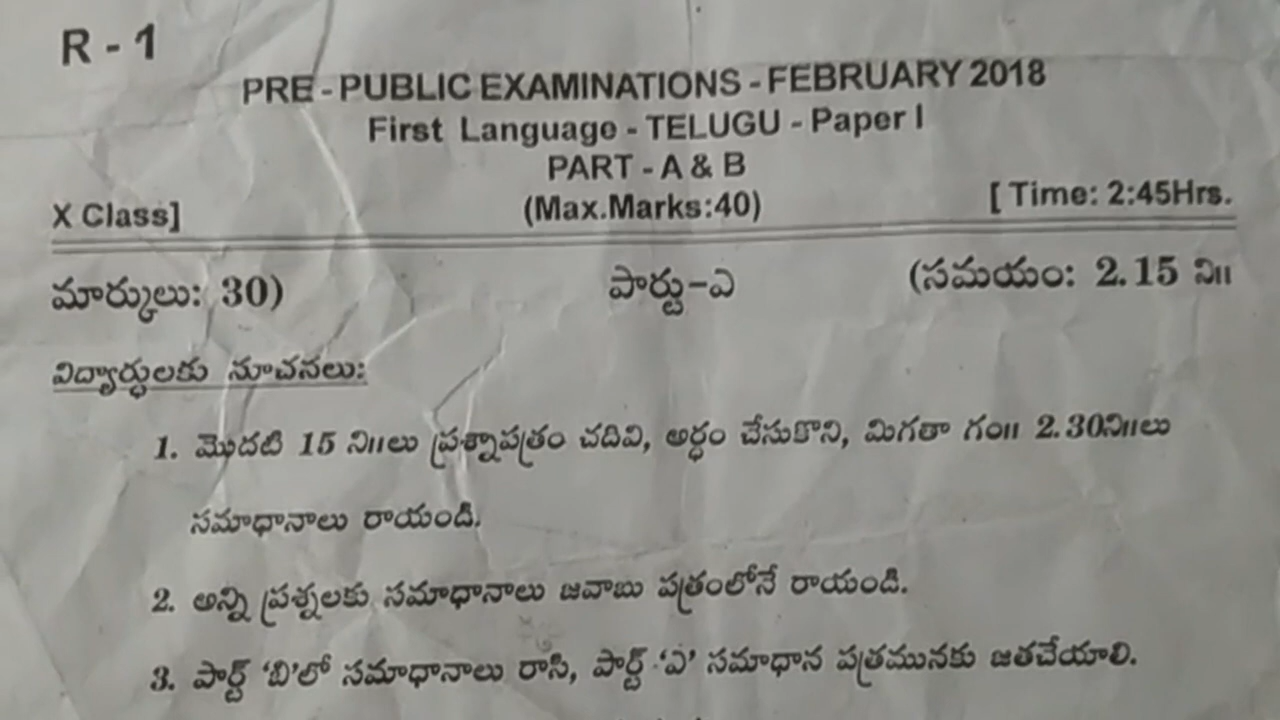 R - 1
PRE - PUBLIC EXAMINATIONS - FEBRUARY 2018
First Language - TELUGU - Paper I
PART - A & B
X Class] (Max.Marks:40) [ Time: 2:45Hrs.
మార్కులు: 30) పార్టు-ఎ (సమయం: 2.15 ని॥
విద్యార్థులకు సూచనలు:
1. మొదటి 15 ని॥లు ప్రశ్నాపత్రం చదివి, అర్థం చేసుకొని, మిగతా గం॥ 2.30ని॥లు
సమాధానాలు రాయండి.
2. అన్ని ప్రశ్నలకు సమాధానాలు జవాబు పత్రంలోనే రాయండి.
3. పార్ట్ 'బి'లో సమాధానాలు రాసి, పార్ట్ 'ఎ' సమాధాన పత్రమునకు జతచేయాలి.